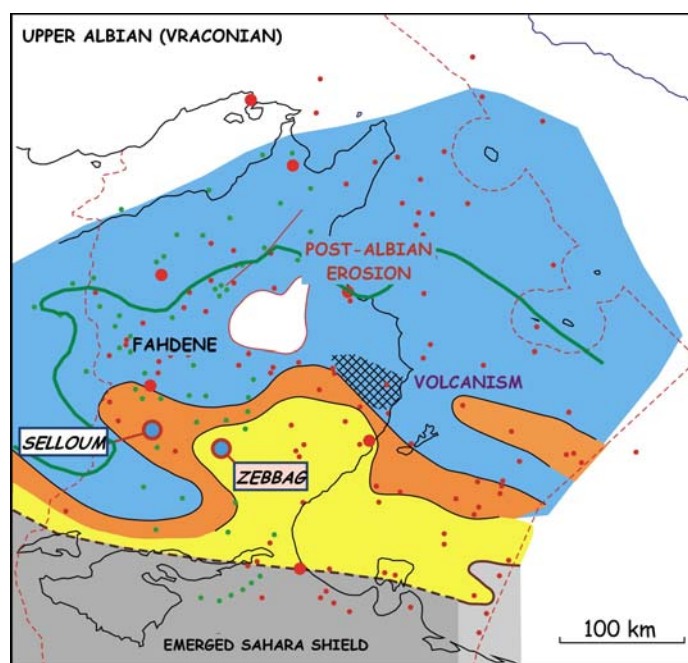 UPPER ALBIAN (VRACONIAN)
POST-ALBIAN
EROSION
FAHDENE
VOLCANISM
SELLOUM
ZEBBAG
100 km
EMERGED SAHARA SHIELD